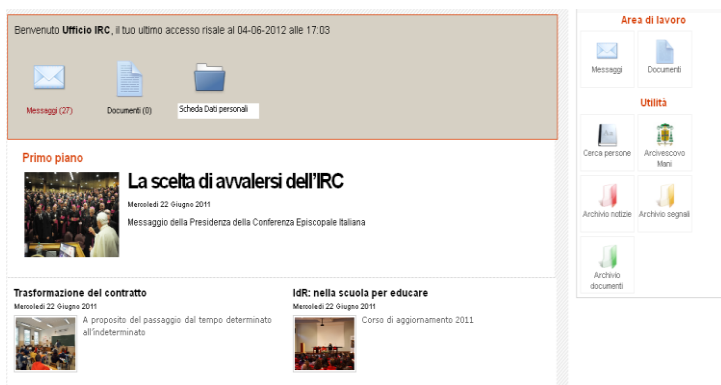 Benvenuto Ufficio IRC, il tuo ultimo accesso risale al 04-06-2012 alle 17:03
Messaggi (27)
Documenti (0)
Scheda Dati personali
Primo piano
La scelta di avvalersi dell'IRC
Mercoledì 22 Giugno 2011
Messaggio della Presidenza della Conferenza Episcopale Italiana
Trasformazione del contratto
Mercoledì 22 Giugno 2011
A proposito del passaggio dal tempo determinato
all'indeterminato
IdR: nella scuola per educare
Mercoledì 22 Giugno 2011
Corso di aggiornamento 2011
Area di lavoro
Messaggi
Documenti
Utilità
Cerca persone
Arcivescovo
Mani
Archivio notizie
Archivio segnali
Archivio
documenti